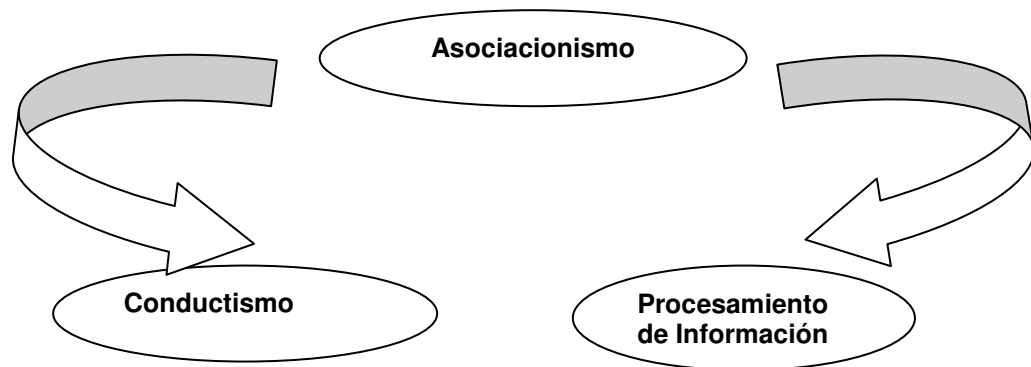 Asociacionismo
Conductismo
Procesamiento
de Información